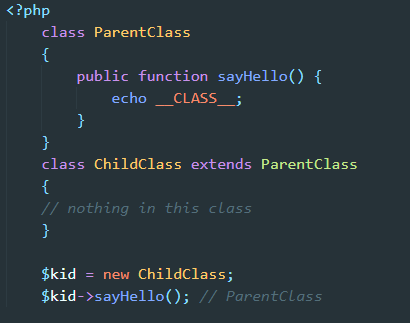 <?php
    class ParentClass
    {
        public function sayHello() {
            echo __CLASS__;
        }
    }
    class ChildClass extends ParentClass
    {
    // nothing in this class
    }

    $kid = new ChildClass;
    $kid->sayHello(); // ParentClass